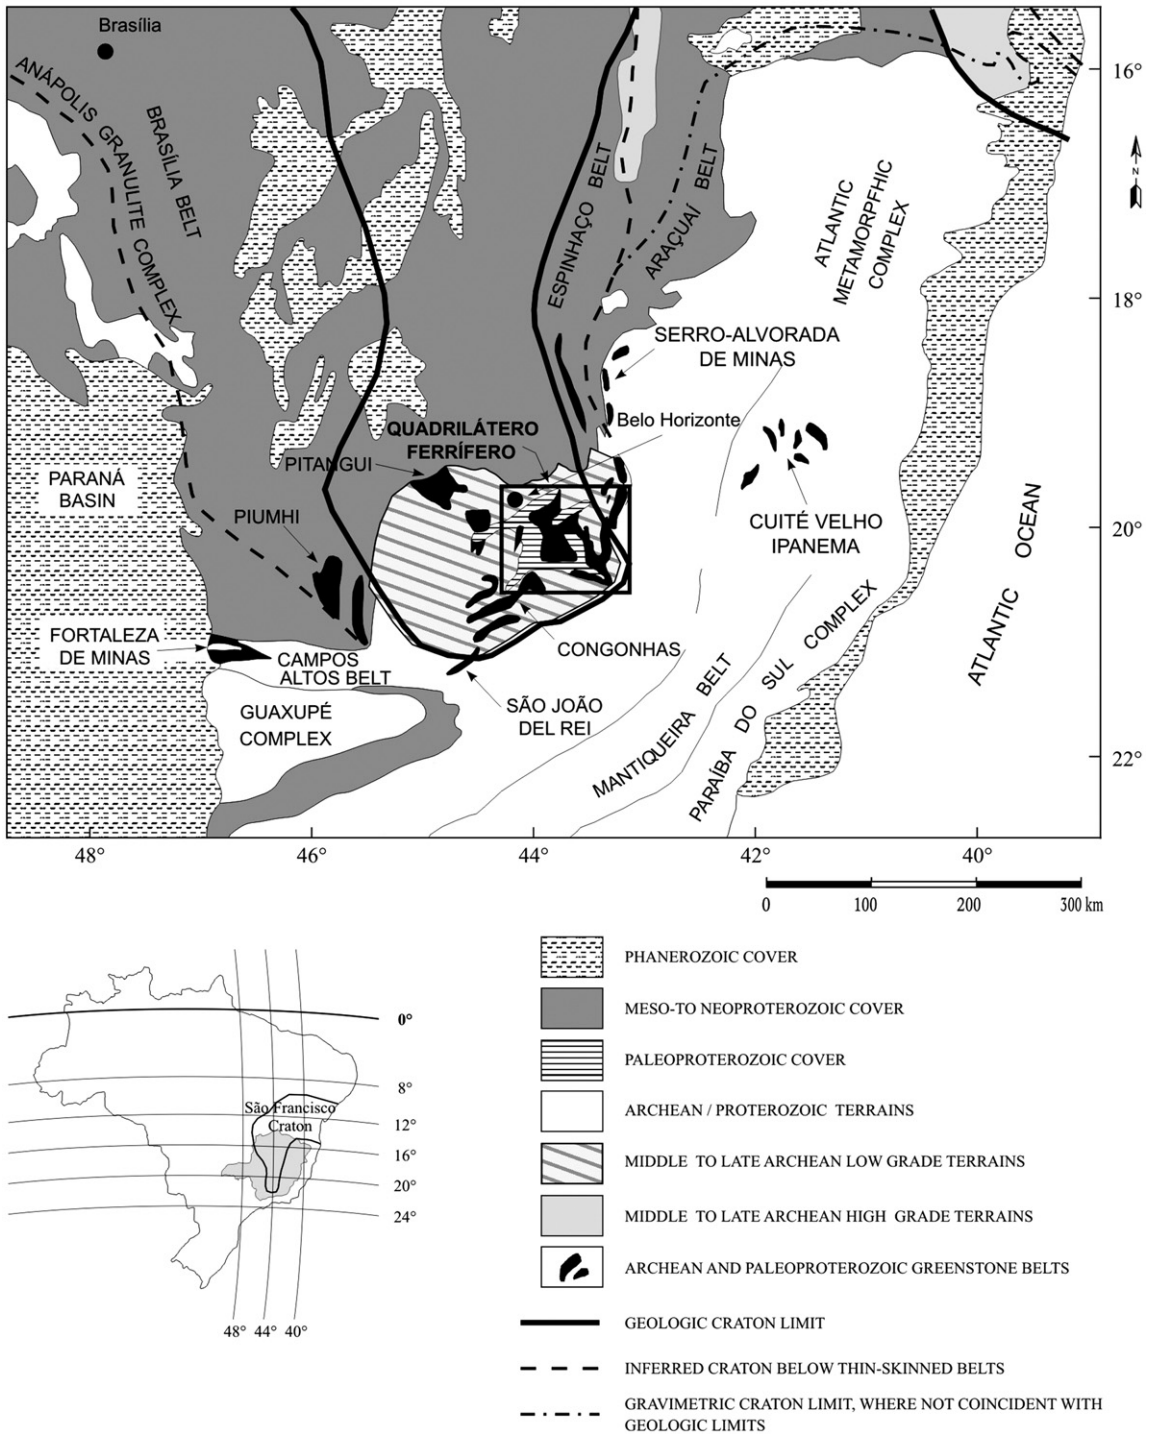 Brasília
16°
ANÁPOLIS GRANULITE COMPLEX
BRASÍLIA BELT
ESPINHAÇO BELT
ARAÇUAÍ BELT
ATLANTIC
METAMORPFHIC
COMPLEX
N
18°
SERRO-ALVORADA
DE MINAS
Belo Horizonte
QUADRILÁTERO
FERRÍFERO
PITANGUI
PARANÁ
BASIN
PIUMHI
CUITÉ VELHO
IPANEMA
20°
ATLANTIC OCEAN
FORTALEZA
DE MINAS
CAMPOS
ALTOS BELT
CONGONHAS
GUAXUPÉ
COMPLEX
SÃO JOÃO
DEL REI
MANTIQUEIRA BELT
PARAÍBA DO SUL COMPLEX
22°
48° 46° 44° 42° 40°
0 100 200 300 km
PHANEROZOIC COVER
MESO-TO NEOPROTEROZOIC COVER
PALEOPROTEROZOIC COVER
ARCHEAN / PROTEROZOIC TERRAINS
MIDDLE TO LATE ARCHEAN LOW GRADE TERRAINS
MIDDLE TO LATE ARCHEAN HIGH GRADE TERRAINS
ARCHEAN AND PALEOPROTEROZOIC GREENSTONE BELTS
GEOLOGIC CRATON LIMIT
INFERRED CRATON BELOW THIN-SKINNED BELTS
GRAVIMETRIC CRATON LIMIT, WHERE NOT COINCIDENT WITH
GEOLOGIC LIMITS
0°
8°
São Francisco
Craton
12°
16°
20°
24°
48° 44° 40°